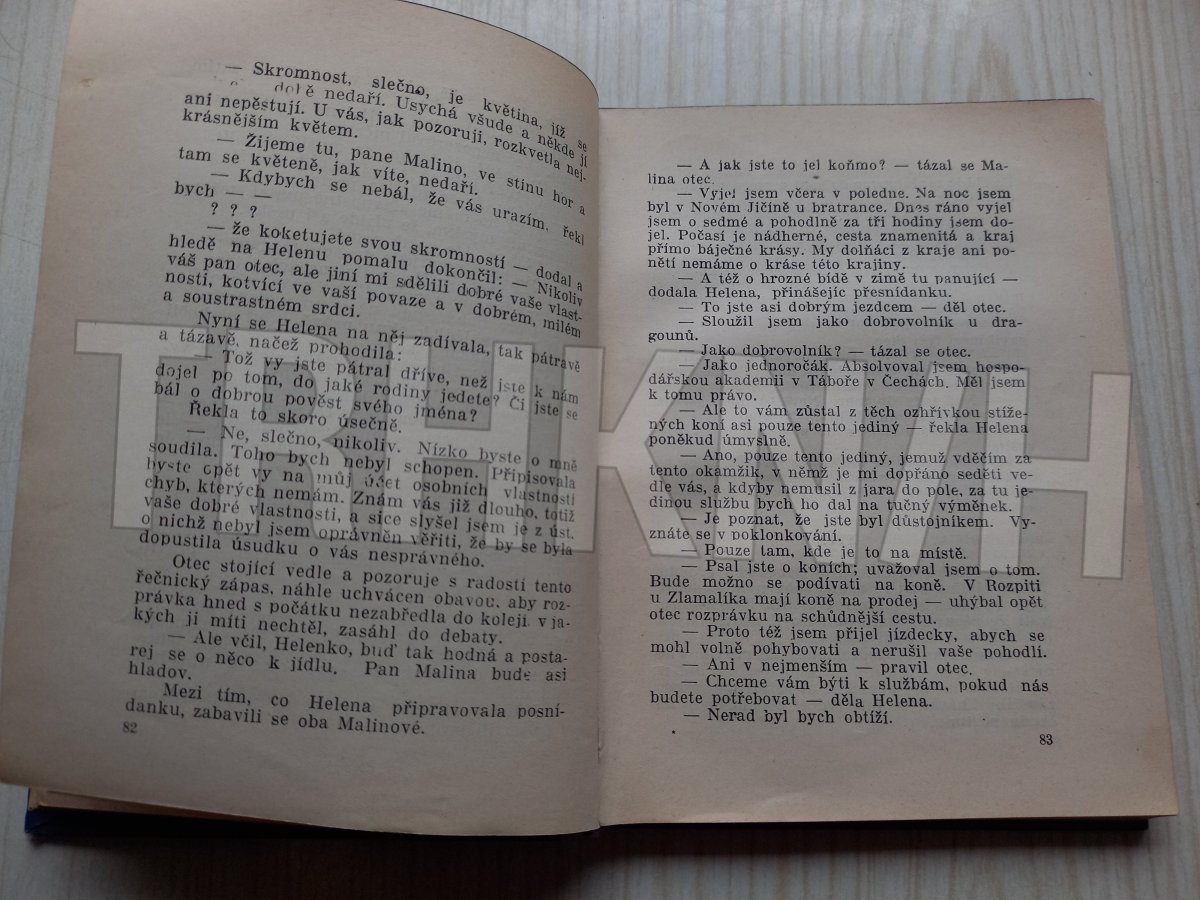 — Skromnost, slečno, je květina, jíž se
době nedaří. Usychá všude a někde jí
ani nepěstují. U vás, jak pozoruji, rozkvetla nej-
krásnějším květem.
— Žijeme tu, pane Malino, ve stínu hor a
tam se květeně, jak víte, nedaří.
— Kdybych se nebál, že vás urazím, řekl
bych — —
? ? ?
— že koketujete svou skromností — dodal a
hledě na Helenu pomalu dokončil: — Nikoliv
váš pan otec, ale jiní mi sdělili dobré vaše vlast-
nosti, kotvící ve vaší povaze a v dobrém, milém
a soustrastném srdci.
Nyní se Helena na něj zadívala, tak pátravě
a tázavě, načež prohodila:
— Tož vy jste pátral dříve, než jste k nám
dojel po tom, do jaké rodiny jedete? Či jste se
bál o dobrou pověst svého jména?
Řekla to skoro úsečně.
— Ne, slečno, nikoliv. Nízko byste o mně
soudila. Toho bych nebyl schopen. Připisovala
byste opět vy na můj účet osobních vlastností
chyb, kterých nemám. Znám vás již dlouho, totiž
vaše dobré vlastnosti, a sice slyšel jsem je z úst,
o nichž nebyl jsem oprávněn věřiti, že by se byla
dopustila úsudku o vás nesprávného.
Otec stojící vedle a pozoruje s radostí tento
řečnický zápas, náhle uchvácen obavou, aby roz-
právka hned s počátku nezabředla do kolejí, v ja-
kých ji míti nechtěl, zasáhl do debaty.
— Ale včil, Helenko, buď tak hodná a posta-
rej se o něco k jídlu. Pan Malina bude asi
hladov.
Mezi tím, co Helena připravovala posní-
danku, zabavili se oba Malinové.
82
— A jak jste to jel koňmo? — tázal se Ma-
lina otec.
— Vyjel jsem včera v poledne. Na noc jsem
byl v Novém Jičíně u bratrance. Dnes ráno vyjel
jsem o sedmé a pohodlně za tři hodiny jsem do-
jel. Počasí je nádherné, cesta znamenitá a kraj
přímo báječné krásy. My dolňáci z kraje ani po-
nětí nemáme o kráse této krajiny.
— A též o hrozné bídě v zimě tu panující —
dodala Helena, přinášejíc přesnídanku.
— To jste asi dobrým jezdcem — děl otec.
— Sloužil jsem jako dobrovolník u dra-
gounů.
— Jako dobrovolník? — tázal se otec.
— Jako jednoročák. Absolvoval jsem hospo-
dářskou akademii v Táboře v Čechách. Měl jsem
k tomu právo.
— Ale to vám zůstal z těch ozhřívkou stíže-
ných koní asi pouze tento jediný — řekla Helena
poněkud úmyslně.
— Ano, pouze tento jediný, jemuž vděčím za
tento okamžik, v němž je mi dopřáno seděti ve-
dle vás, a kdyby nemusil z jara do pole, za tu je-
dinou službu bych ho dal na tučný výměnek.
— Je poznat, že jste byl důstojníkem. Vy-
znáte se v poklonkování.
— Pouze tam, kde je to na místě.
— Psal jste o koních; uvažoval jsem o tom.
Bude možno se podívati na koně. V Rozpiti
u Zlamalíka mají koně na prodej — uhýbal opět
otec rozprávku na schůdnější cestu.
— Proto též jsem přijel jízdecky, abych se
mohl volně pohybovati a nerušil vaše pohodlí.
— Ani v nejmenším — pravil otec.
— Chceme vám býti k službám, pokud nás
budete potřebovat — děla Helena.
— Nerad byl bych obtíží.
83
TRHKNIH